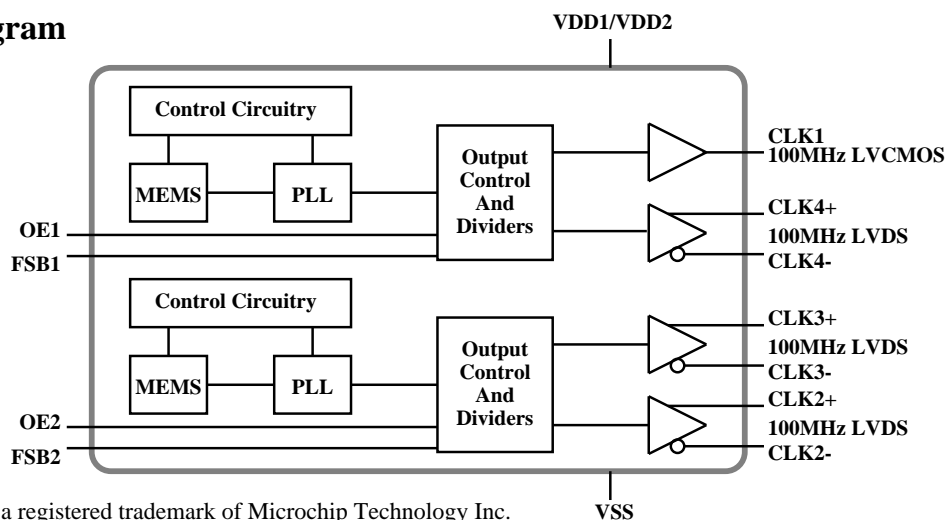 gram
VDD1/VDD2
Control Circuitry
MEMS
PLL
Output
Control
And
Dividers
CLK1
100MHz LVCMOS
CLK4+
100MHz LVDS
CLK4-
OE1
FSB1
Control Circuitry
MEMS
PLL
Output
Control
And
Dividers
CLK3+
100MHz LVDS
CLK3-
CLK2+
100MHz LVDS
CLK2-
OE2
FSB2
a registered trademark of Microchip Technology Inc.
VSS